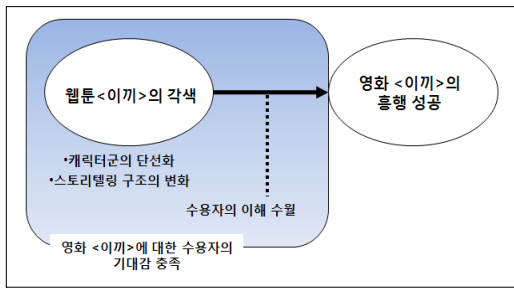 웹툰<이끼>의 각색
영화 <이끼>의
흥행 성공
•캐릭터군의 단선화
•스토리텔링 구조의 변화
수용자의 이해 수월
영화 <이끼>에 대한 수용자의
기대감 충족